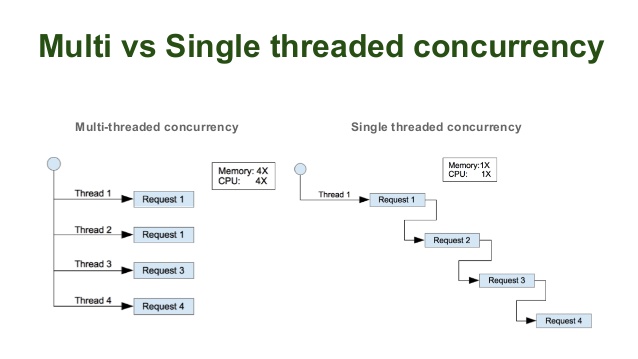 Multi vs Single threaded concurrency
Multi-threaded concurrency
Memory: 4X
CPU: 4X
Thread 1
Request 1
Thread 2
Request 1
Thread 3
Request 3
Thread 4
Request 4
Single threaded concurrency
Memory:1X
CPU: 1X
Thread 1
Request 1
Request 2
Request 3
Request 4